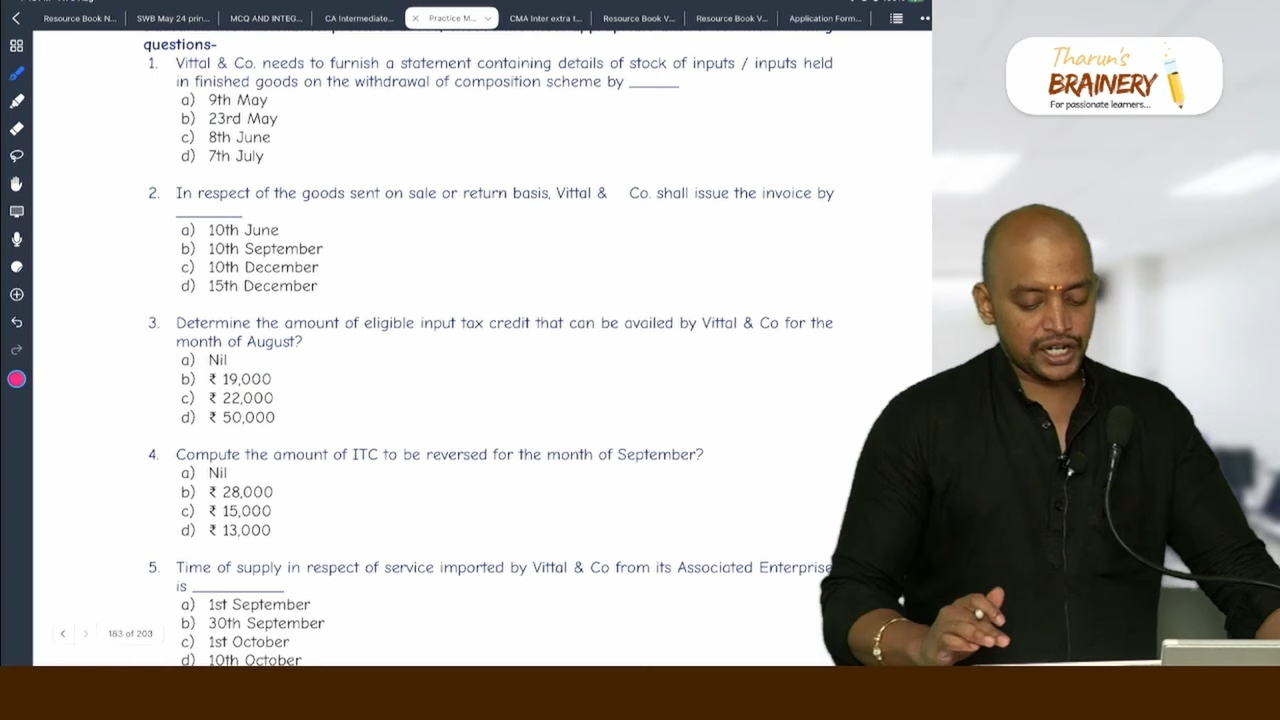 Resource Book N...
SWB May 24 prin...
MCQ AND INTEG...
CA Intermediate...
Practice M...
CMA Inter extra t...
Resource Book V...
Resource Book V...
Application Form...
questions-
1. Vittal & Co. needs to furnish a statement containing details of stock of inputs / inputs held
in finished goods on the withdrawal of composition scheme by ______
a) 9th May
b) 23rd May
c) 8th June
d) 7th July
2. In respect of the goods sent on sale or return basis, Vittal & Co. shall issue the invoice by
________
a) 10th June
b) 10th September
c) 10th December
d) 15th December
3. Determine the amount of eligible input tax credit that can be availed by Vittal & Co for the
month of August?
a) Nil
b) ₹ 19,000
c) ₹ 22,000
d) ₹ 50,000
4. Compute the amount of ITC to be reversed for the month of September?
a) Nil
b) ₹ 28,000
c) ₹ 15,000
d) ₹ 13,000
5. Time of supply in respect of service imported by Vittal & Co from its Associated Enterprise
is ___________
a) 1st September
b) 30th September
c) 1st October
d) 10th October
183 of 203
Tharun's
BRAINERY
For passionate learners...